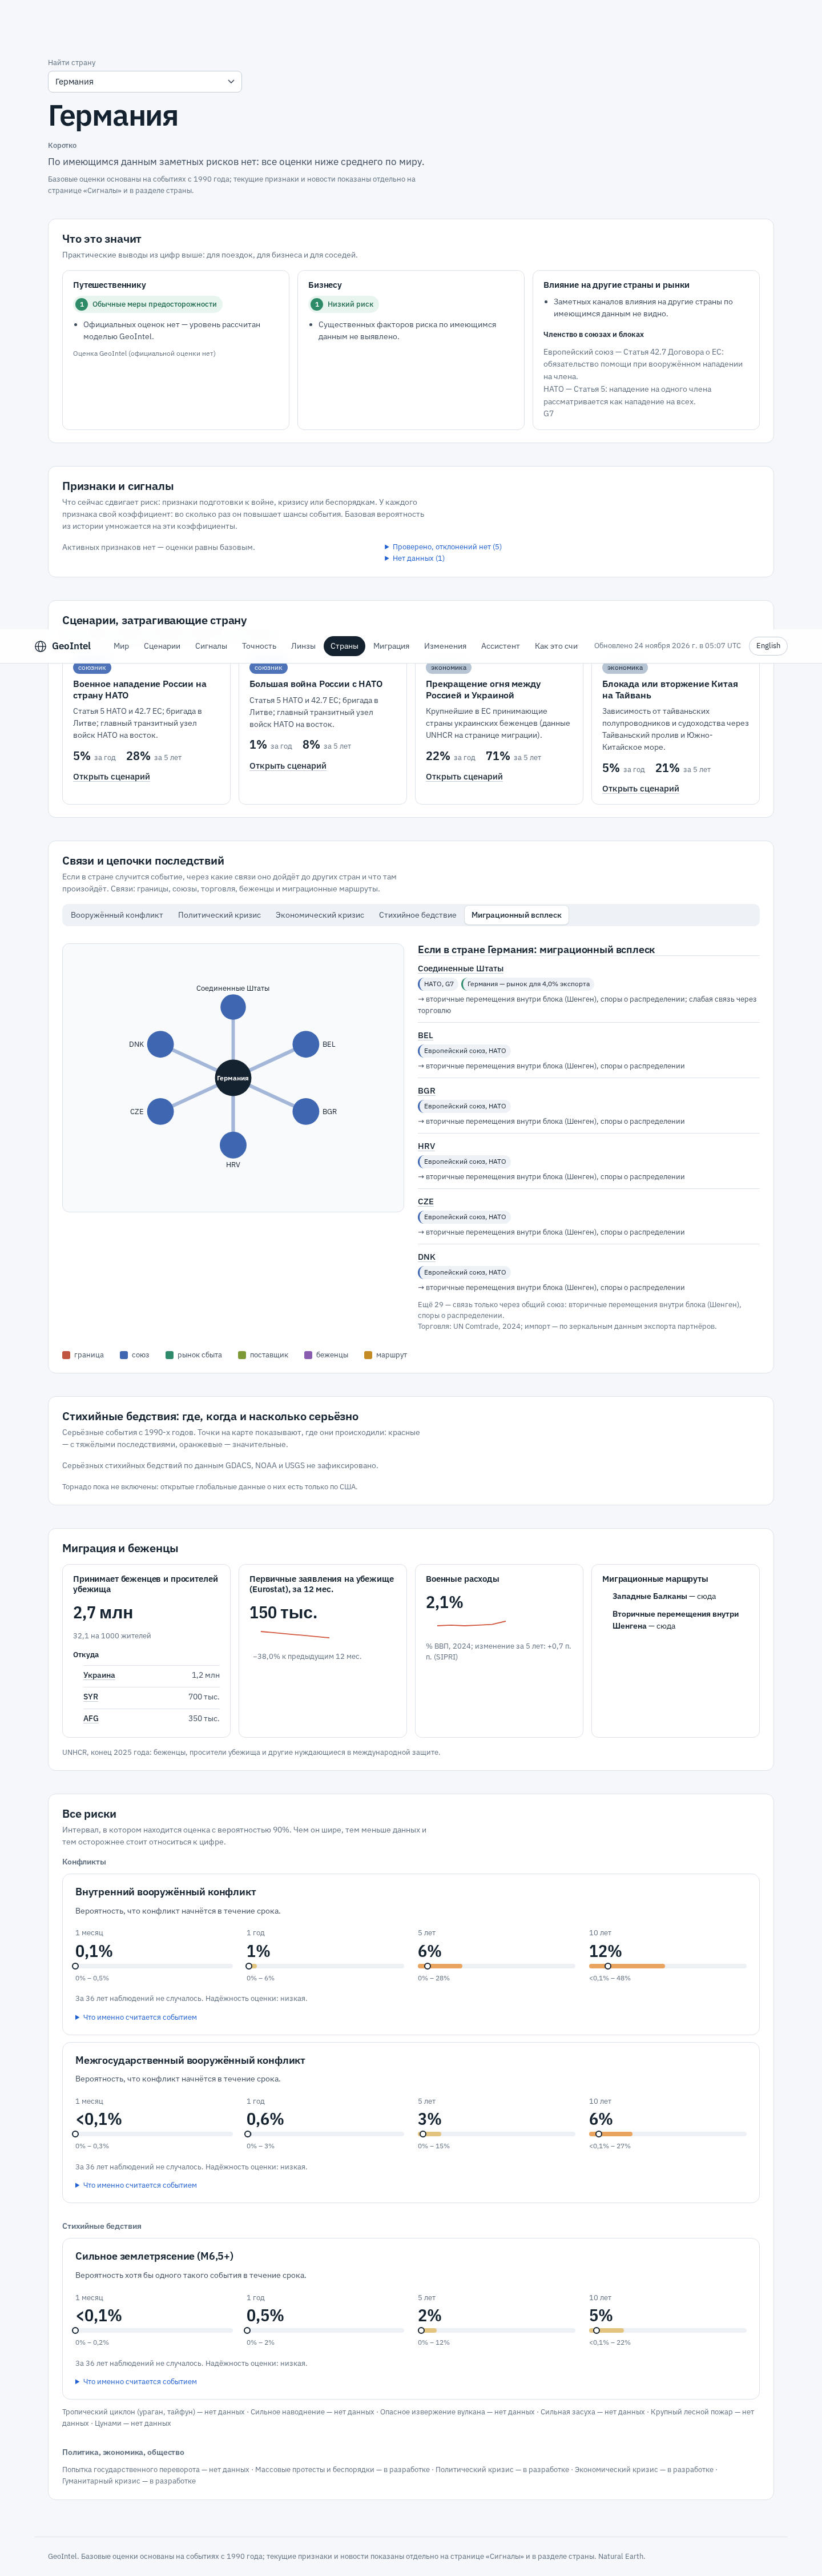 Найти страну
Германия
Германия
Коротко
По имеющимся данным заметных рисков нет: все оценки ниже среднего по миру.
Базовые оценки основаны на событиях с 1990 года; текущие признаки и новости показаны отдельно на
странице «Сигналы» и в разделе страны.
Что это значит
Практические выводы из цифр выше: для поездок, для бизнеса и для соседей.
Путешественнику
1 Обычные меры предосторожности
• Официальных оценок нет — уровень рассчитан
моделью GeoIntel.
Оценка GeoIntel (официальной оценки нет)
Бизнесу
1 Низкий риск
• Существенных факторов риска по имеющимся
данным не выявлено.
Влияние на другие страны и рынки
• Заметных каналов влияния на другие страны по
имеющимся данным не видно.
Членство в союзах и блоках
Европейский союз — Статья 42.7 Договора о ЕС:
обязательство помощи при вооружённом нападении
на члена.
НАТО — Статья 5: нападение на одного члена
рассматривается как нападение на всех.
G7
Признаки и сигналы
Что сейчас сдвигает риск: признаки подготовки к войне, кризису или беспорядкам. У каждого
признака свой коэффициент: во сколько раз он повышает шансы события. Базовая вероятность
из истории умножается на эти коэффициенты.
Активных признаков нет — оценки равны базовым.
▶ Проверено, отклонений нет (5)
▶ Нет данных (1)
Сценарии, затрагивающие страну
GeoIntel Мир Сценарии Сигналы Точность Линзы Страны Миграция Изменения Ассистент Как это счи Обновлено 24 ноября 2026 г. в 05:07 UTC English
союзник
Военное нападение России на
страну НАТО
Статья 5 НАТО и 42.7 ЕС; бригада в
Литве; главный транзитный узел
войск НАТО на восток.
5% за год 28% за 5 лет
Открыть сценарий
союзник
Большая война России с НАТО
Статья 5 НАТО и 42.7 ЕС; бригада в
Литве; главный транзитный узел
войск НАТО на восток.
1% за год 8% за 5 лет
Открыть сценарий
экономика
Прекращение огня между
Россией и Украиной
Крупнейшие в ЕС принимающие
страны украинских беженцев (данные
UNHCR на странице миграции).
22% за год 71% за 5 лет
Открыть сценарий
экономика
Блокада или вторжение Китая
на Тайвань
Зависимость от тайваньских
полупроводников и судоходства через
Тайваньский пролив и Южно-
Китайское море.
5% за год 21% за 5 лет
Открыть сценарий
Связи и цепочки последствий
Если в стране случится событие, через какие связи оно дойдёт до других стран и что там
произойдёт. Связи: границы, союзы, торговля, беженцы и миграционные маршруты.
Вооружённый конфликт Политический кризис Экономический кризис Стихийное бедствие Миграционный всплеск
Соединенные Штаты
DNK
BEL
Германия
CZE
BGR
HRV
Если в стране Германия: миграционный всплеск
Соединенные Штаты
НАТО, G7 Германия — рынок для 4,0% экспорта
→ вторичные перемещения внутри блока (Шенген), споры о распределении; слабая связь через
торговлю
BEL
Европейский союз, НАТО
→ вторичные перемещения внутри блока (Шенген), споры о распределении
BGR
Европейский союз, НАТО
→ вторичные перемещения внутри блока (Шенген), споры о распределении
HRV
Европейский союз, НАТО
→ вторичные перемещения внутри блока (Шенген), споры о распределении
CZE
Европейский союз, НАТО
→ вторичные перемещения внутри блока (Шенген), споры о распределении
DNK
Европейский союз, НАТО
→ вторичные перемещения внутри блока (Шенген), споры о распределении
Ещё 29 — связь только через общий союз: вторичные перемещения внутри блока (Шенген),
споры о распределении.
Торговля: UN Comtrade, 2024; импорт — по зеркальным данным экспорта партнёров.
граница союз рынок сбыта поставщик беженцы маршрут
Стихийные бедствия: где, когда и насколько серьёзно
Серьёзные события с 1990-х годов. Точки на карте показывают, где они происходили: красные
— с тяжёлыми последствиями, оранжевые — значительные.
Серьёзных стихийных бедствий по данным GDACS, NOAA и USGS не зафиксировано.
Торнадо пока не включены: открытые глобальные данные о них есть только по США.
Миграция и беженцы
Принимает беженцев и просителей
убежища
2,7 млн
32,1 на 1000 жителей
Откуда
Украина 1,2 млн
SYR 700 тыс.
AFG 350 тыс.
Первичные заявления на убежище
(Eurostat), за 12 мес.
150 тыс.
−38,0% к предыдущим 12 мес.
Военные расходы
2,1%
% ВВП, 2024; изменение за 5 лет: +0,7 п.
п. (SIPRI)
Миграционные маршруты
Западные Балканы — сюда
Вторичные перемещения внутри
Шенгена — сюда
UNHCR, конец 2025 года: беженцы, просители убежища и другие нуждающиеся в международной защите.
Все риски
Интервал, в котором находится оценка с вероятностью 90%. Чем он шире, тем меньше данных и
тем осторожнее стоит относиться к цифре.
Конфликты
Внутренний вооружённый конфликт
Вероятность, что конфликт начнётся в течение срока.
1 месяц 1 год 5 лет 10 лет
0,1% 1% 6% 12%
0% – 0,5% 0% – 6% 0% – 28% <0,1% – 48%
За 36 лет наблюдений не случалось. Надёжность оценки: низкая.
▶ Что именно считается событием
Межгосударственный вооружённый конфликт
Вероятность, что конфликт начнётся в течение срока.
1 месяц 1 год 5 лет 10 лет
<0,1% 0,6% 3% 6%
0% – 0,3% 0% – 3% 0% – 15% <0,1% – 27%
За 36 лет наблюдений не случалось. Надёжность оценки: низкая.
▶ Что именно считается событием
Стихийные бедствия
Сильное землетрясение (M6,5+)
Вероятность хотя бы одного такого события в течение срока.
1 месяц 1 год 5 лет 10 лет
<0,1% 0,5% 2% 5%
0% – 0,2% 0% – 2% 0% – 12% <0,1% – 22%
За 36 лет наблюдений не случалось. Надёжность оценки: низкая.
▶ Что именно считается событием
Тропический циклон (ураган, тайфун) — нет данных · Сильное наводнение — нет данных · Опасное извержение вулкана — нет данных · Сильная засуха — нет данных · Крупный лесной пожар — нет
данных · Цунами — нет данных
Политика, экономика, общество
Попытка государственного переворота — нет данных · Массовые протесты и беспорядки — в разработке · Политический кризис — в разработке · Экономический кризис — в разработке ·
Гуманитарный кризис — в разработке
GeoIntel. Базовые оценки основаны на событиях с 1990 года; текущие признаки и новости показаны отдельно на странице «Сигналы» и в разделе страны. Natural Earth.